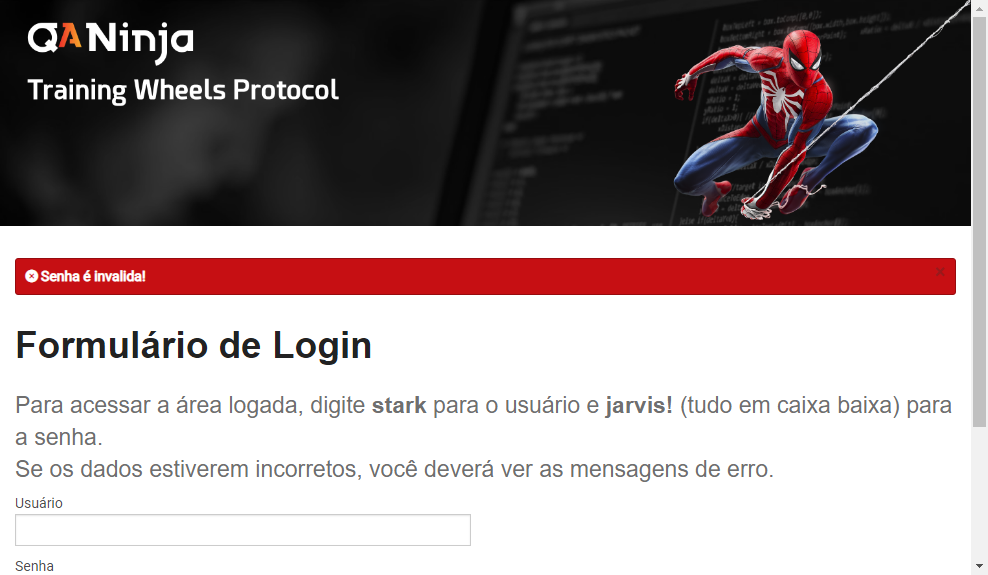 QANinja
Training Wheels Protocol
Senha é invalida!
×
Formulário de Login
Para acessar a área logada, digite stark para o usuário e jarvis! (tudo em caixa baixa) para
a senha.
Se os dados estiverem incorretos, você deverá ver as mensagens de erro.
Usuário
Senha